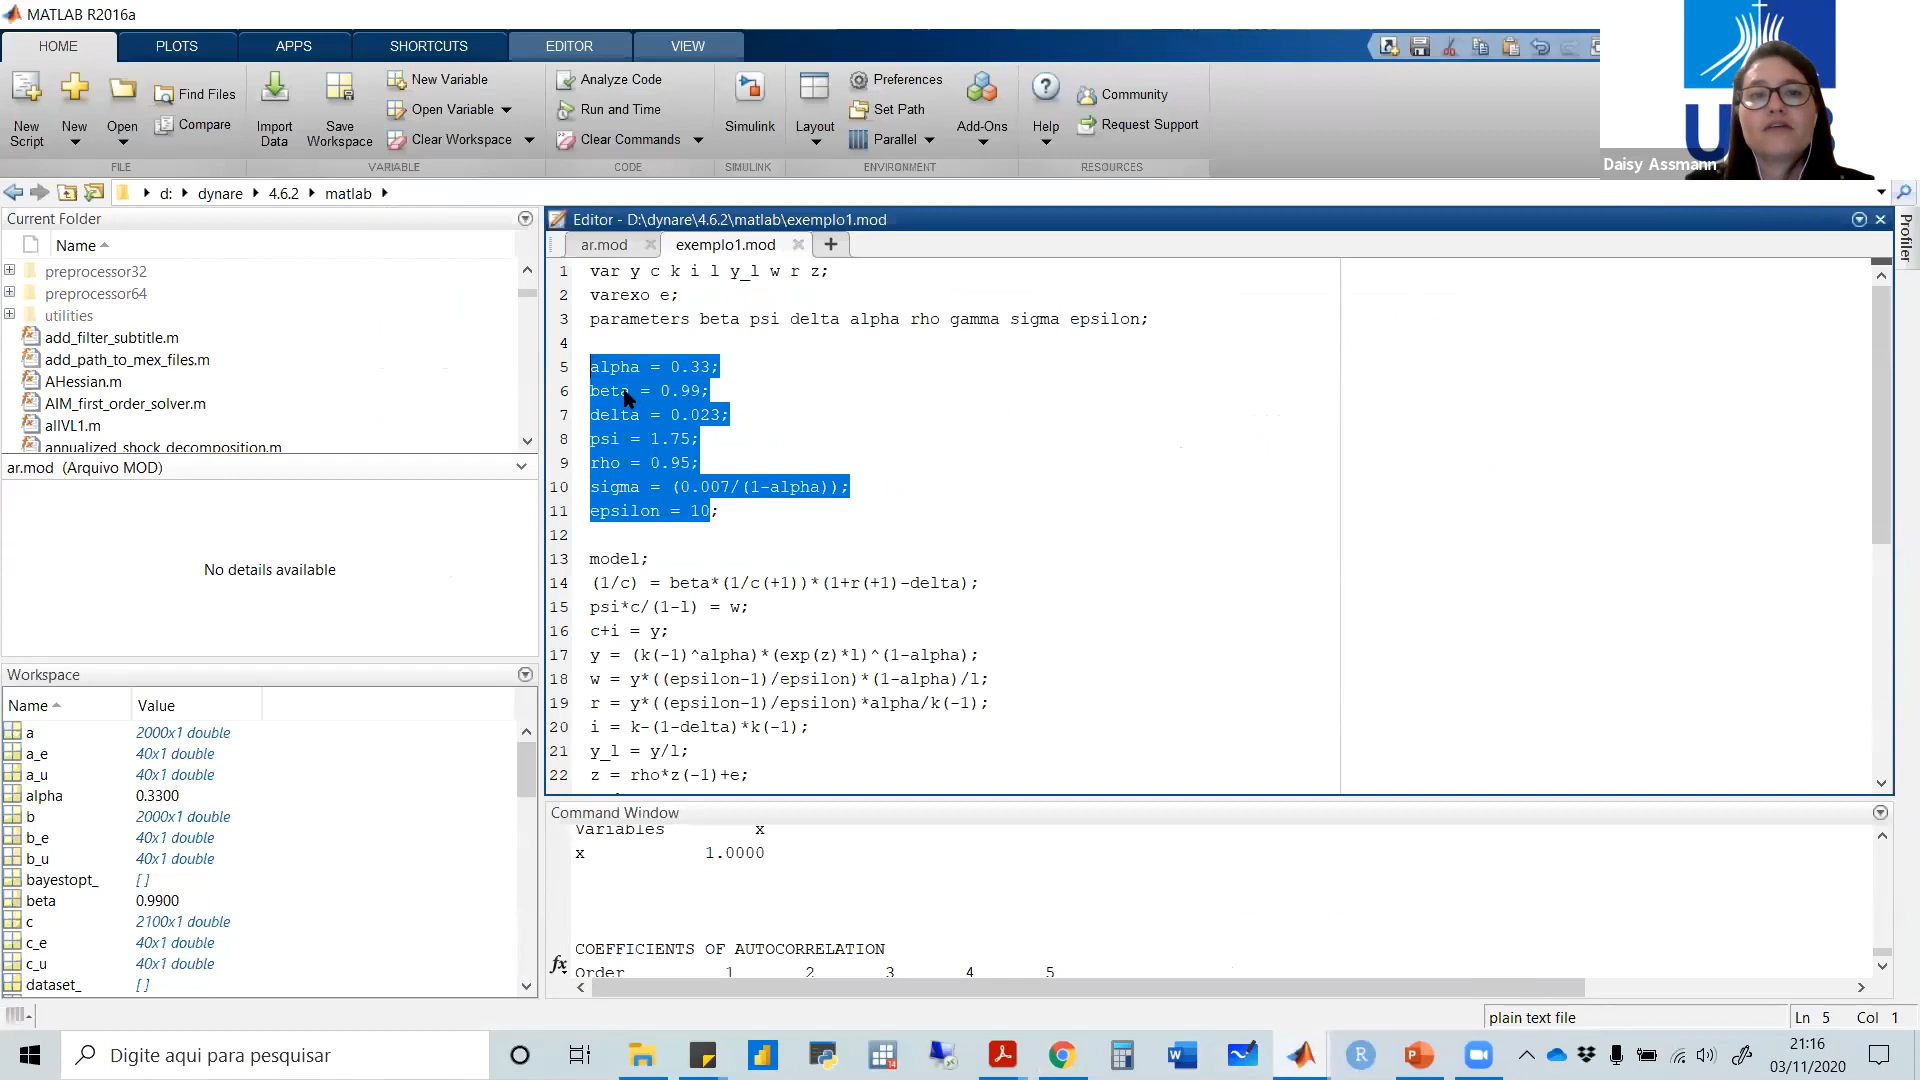 MATLAB R2016a
HOME
PLOTS
APPS
SHORTCUTS
EDITOR
VIEW
New Script
New
Open
Find Files
Compare
Import Data
Save Workspace
New Variable
Open Variable
Clear Workspace
Analyze Code
Run and Time
Clear Commands
Simulink
Layout
Preferences
Set Path
Parallel
Add-Ons
Help
Community
Request Support
FILE
VARIABLE
CODE
SIMULINK
ENVIRONMENT
RESOURCES
Daisy Assmann
d:
dynare
4.6.2
matlab
Current Folder
Name
preprocessor32
preprocessor64
utilities
add_filter_subtitle.m
add_path_to_mex_files.m
AHessian.m
AIM_first_order_solver.m
allVL1.m
annualized_shock_decomposition.m
ar.mod (Arquivo MOD)
No details available
Workspace
Name
Value
a 2000x1 double
a_e 40x1 double
a_u 40x1 double
alpha 0.3300
b 2000x1 double
b_e 40x1 double
b_u 40x1 double
bayestopt_ [ ]
beta 0.9900
c 2100x1 double
c_e 40x1 double
c_u 40x1 double
dataset_ [ ]
Editor - D:\dynare\4.6.2\matlab\exemplo1.mod
ar.mod
exemplo1.mod
Profiler
1 var y c k i l y_l w r z;
2 varexo e;
3 parameters beta psi delta alpha rho gamma sigma epsilon;
4
5 alpha = 0.33;
6 beta = 0.99;
7 delta = 0.023;
8 psi = 1.75;
9 rho = 0.95;
10 sigma = (0.007/(1-alpha));
11 epsilon = 10;
12
13 model;
14 (1/c) = beta*(1/c(+1))*(1+r(+1)-delta);
15 psi*c/(1-l) = w;
16 c+i = y;
17 y = (k(-1)^alpha)*(exp(z)*l)^(1-alpha);
18 w = y*((epsilon-1)/epsilon)*(1-alpha)/l;
19 r = y*((epsilon-1)/epsilon)*alpha/k(-1);
20 i = k-(1-delta)*k(-1);
21 y_l = y/l;
22 z = rho*z(-1)+e;
Command Window
Variables x
x 1.0000
COEFFICIENTS OF AUTOCORRELATION
Order 1 2 3 4 5
fx
plain text file
Ln 5 Col 1
Digite aqui para pesquisar
21:16
03/11/2020